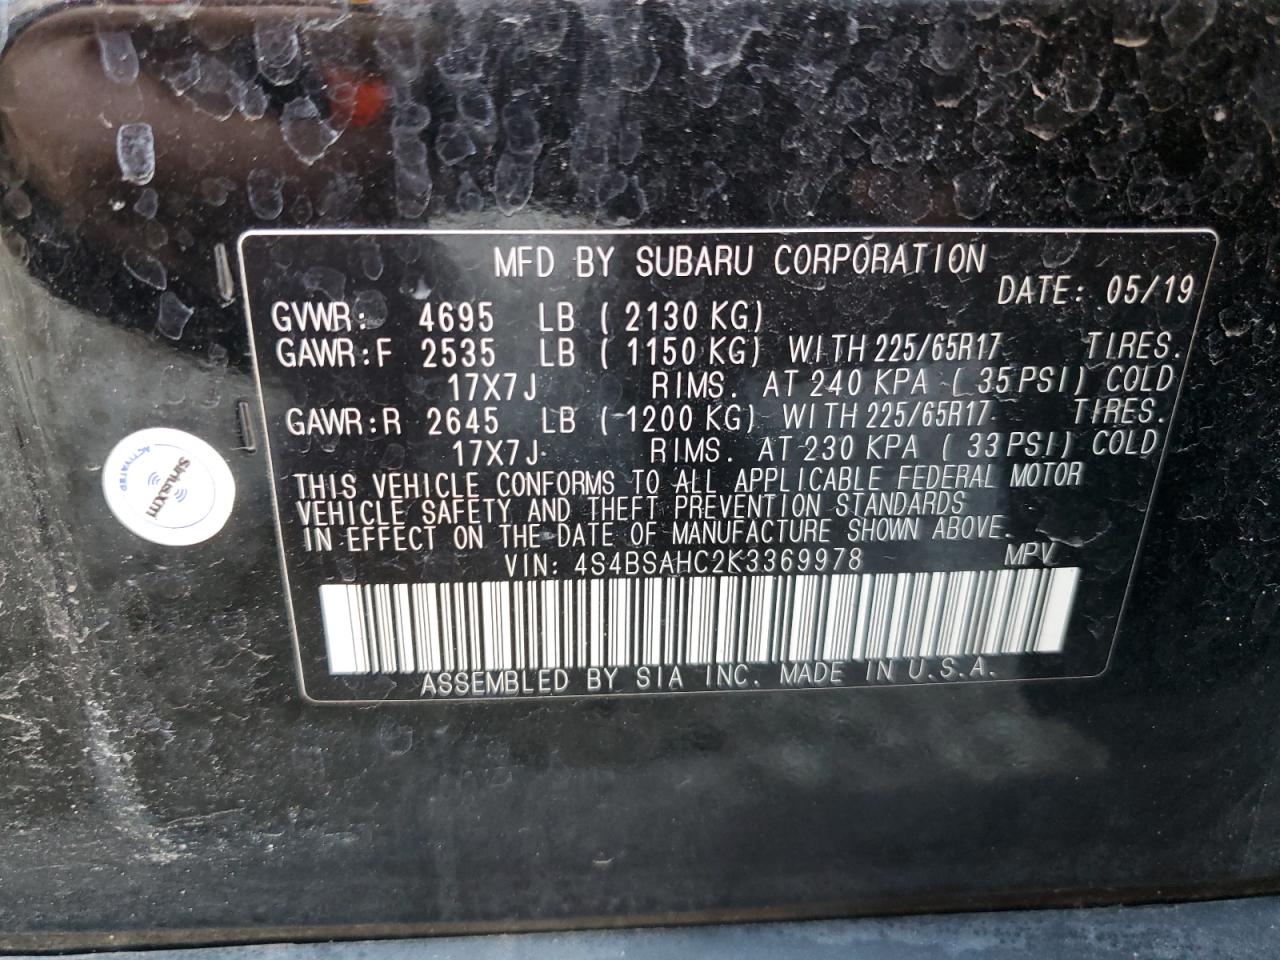 MFD BY SUBARU CORPORATION
DATE: 05/19
GVWR: 4695 LB ( 2130 KG)
GAWR:F 2535 LB ( 1150 KG) WITH 225/65R17 TIRES.
17X7J RIMS. AT 240 KPA ( 35 PSI) COLD
GAWR:R 2645 LB ( 1200 KG) WITH 225/65R17 TIRES.
17X7J RIMS. AT 230 KPA ( 33 PSI) COLD
THIS VEHICLE CONFORMS TO ALL APPLICABLE FEDERAL MOTOR
VEHICLE SAFETY AND THEFT PREVENTION STANDARDS
IN EFFECT ON THE DATE OF MANUFACTURE SHOWN ABOVE.
VIN: 4S4BSAHC2K3369978 MPV
ASSEMBLED BY SIA INC. MADE IN U.S.A.
SiriusXm
ACTIVATED